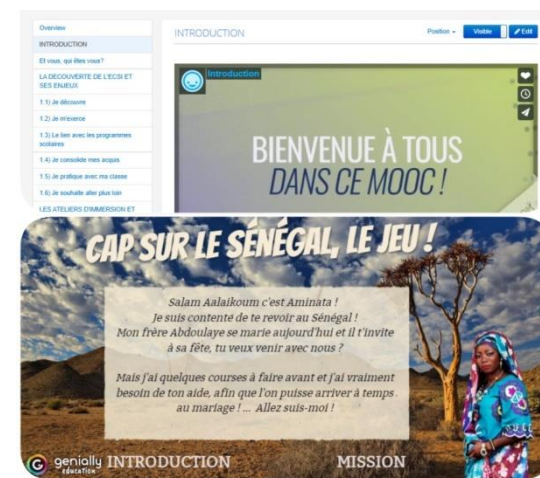 Overview
INTRODUCTION
Et vous, qui êtes vous?
LA DECOUVERTE DE L'ECSI ET
SES ENJEUX
1.1) Je découvre
1.2) Je m'exerce
1.3) Le lien avec les programmes
scolaires
1.4) Je consolide mes acquis
1.5) Je pratique avec ma classe
1.6) Je souhaite aller plus loin
LES ATELIERS D'IMMERSION ET
INTRODUCTION
Position
Visible
Edit
Introduction
BIENVENUE À TOUS
DANS CE MOOC !
CAP SUR LE SÉNÉGAL, LE JEU !
Salam Aalaikoum c'est Aminata !
Je suis contente de te revoir au Sénégal !
Mon frère Abdoulaye se marie aujourd'hui et il t'invite
à sa fête, tu veux venir avec nous ?
Mais j'ai quelques courses à faire avant et j'ai vraiment
besoin de ton aide, afin que l'on puisse arriver à temps
au mariage ! ... Allez suis-moi !
genially
éducation
INTRODUCTION
MISSION